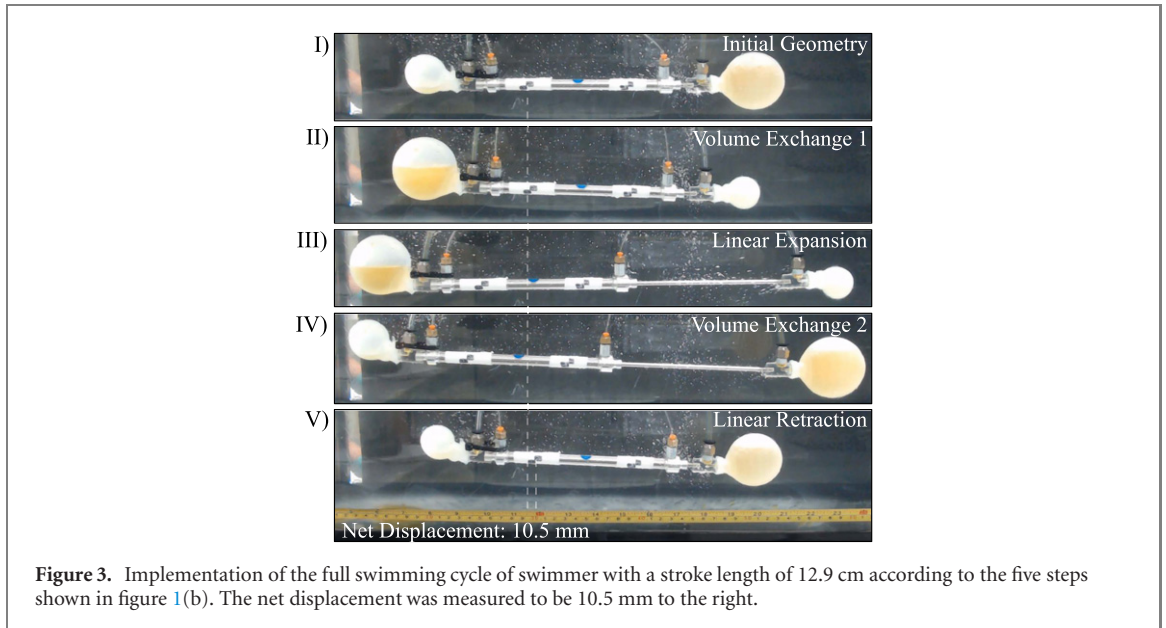 I)
Initial Geometry
II)
Volume Exchange 1
III)
Linear Expansion
IV)
Volume Exchange 2
V)
Linear Retraction
Net Displacement: 10.5 mm
Figure 3. Implementation of the full swimming cycle of swimmer with a stroke length of 12.9 cm according to the five steps
shown in figure 1(b). The net displacement was measured to be 10.5 mm to the right.